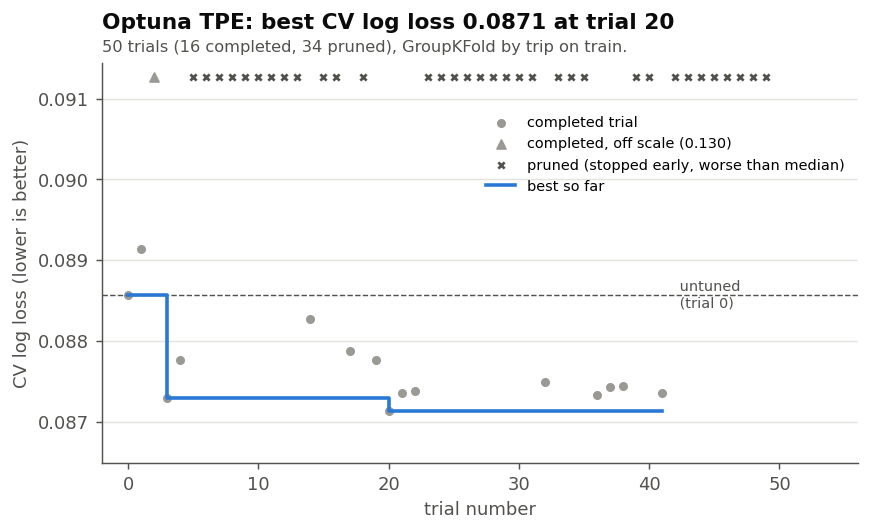 Optuna TPE: best CV log loss 0.0871 at trial 20
50 trials (16 completed, 34 pruned), GroupKFold by trip on train.
CV log loss (lower is better)
0.091
0.090
0.089
0.088
0.087
completed trial
completed, off scale (0.130)
pruned (stopped early, worse than median)
best so far
untuned
(trial 0)
0
10
20
30
40
50
trial number